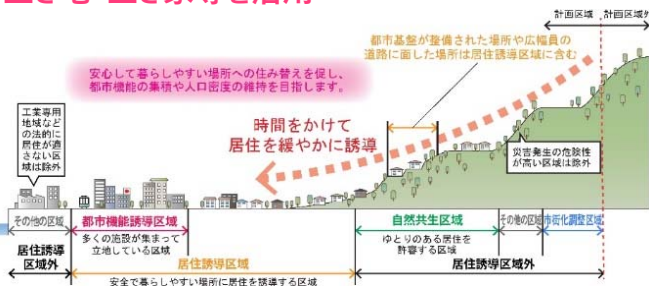 計画区域
計画区域外
都市基盤が整備された場所や広幅員の
道路に面した場所は居住誘導区域に含む
安心して暮らしやすい場所への住み替えを促し、
都市機能の集積や人口密度の維持を目指します。
工業専用
地域など
の法的に
居住が適
さない区
域は除外
時間をかけて
居住を緩やかに誘導
災害発生の危険性
が高い区域は除外
その他の区域
都市機能誘導区域
自然共生区域
その他の区域
市街化調整区域
多くの施設が集まって
立地している区域
ゆとりのある居住を
許容する区域
居住誘導
区域外
居住誘導区域
居住誘導区域外
安全で暮らしやすい場所に居住を誘導する区域